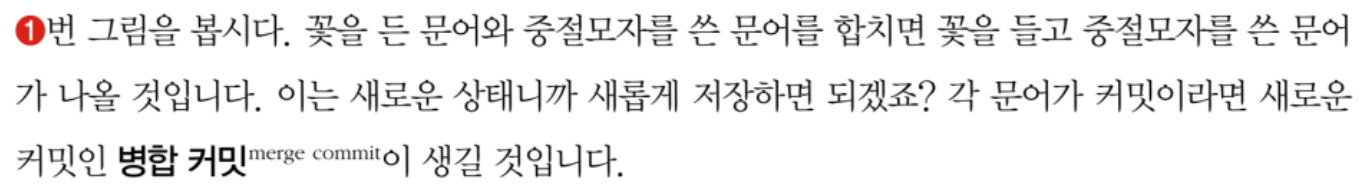 ❶번 그림을 봅시다. 꽃을 든 문어와 중절모자를 쓴 문어를 합치면 꽃을 들고 중절모자를 쓴 문어
가 나올 것입니다. 이는 새로운 상태니까 새롭게 저장하면 되겠죠? 각 문어가 커밋이라면 새로운
커밋인 병합 커밋merge commit이 생길 것입니다.